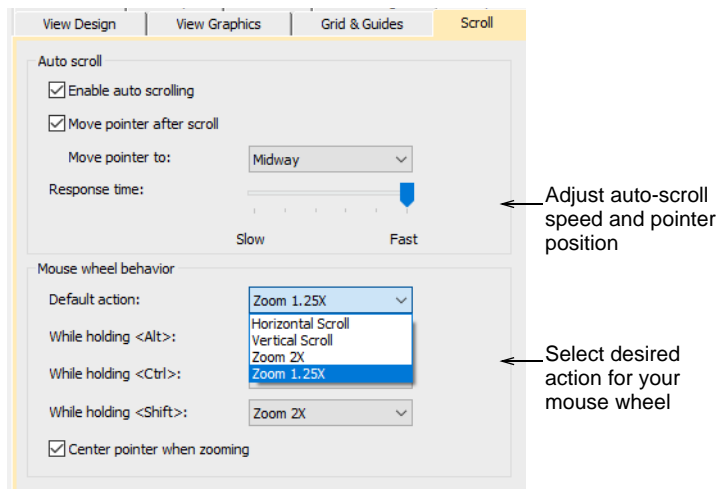 View Design
View Graphics
Grid & Guides
Scroll
Auto scroll
Enable auto scrolling
Move pointer after scroll
Move pointer to:
Midway
Response time:
Slow
Fast
Adjust auto-scroll
speed and pointer
position
Mouse wheel behavior
Default action:
Zoom 1.25X
Horizontal Scroll
Vertical Scroll
Zoom 2X
Zoom 1.25X
While holding <Alt>:
While holding <Ctrl>:
While holding <Shift>:
Zoom 2X
Center pointer when zooming
Select desired
action for your
mouse wheel